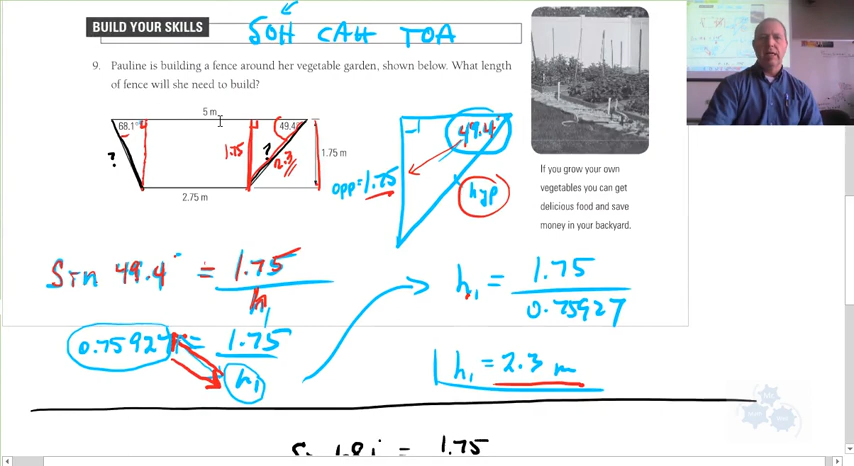 BUILD YOUR SKILLS
SOH CAH TOA
9. Pauline is building a fence around her vegetable garden, shown below. What length
of fence will she need to build?
5 m
68.1°
49.4°
?
1.75
?
2.3
1.75 m
2.75 m
49.4°
opp=1.75
hyp
If you grow your own
vegetables you can get
delicious food and save
money in your backyard.
Sin 49.4° = 1.75
h₁
h₁ = 1.75
0.75927
0.75927 = 1.75
h₁
h₁ = 2.3 m
= 1.75